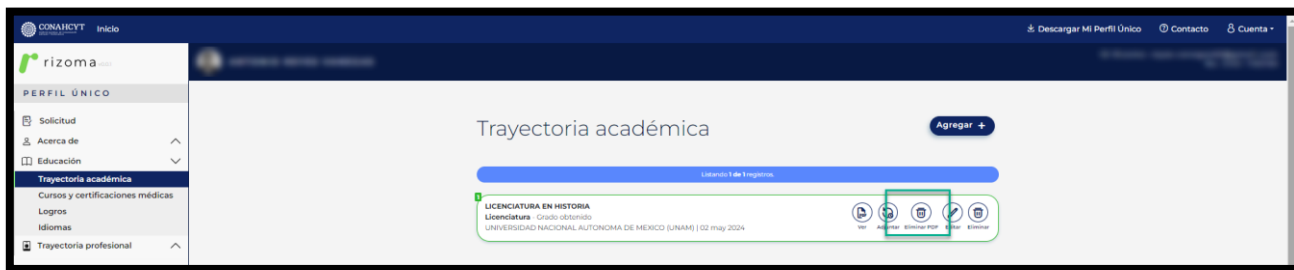 CONAHCYT Inicio
Descargar Mi Perfil Único Contacto Cuenta
rizoma
PERFIL ÚNICO
Solicitud
Acerca de
Educación
Trayectoria académica
Cursos y certificaciones médicas
Logros
Idiomas
Trayectoria profesional
Trayectoria académica
Agregar +
Listando 1 de 1 registros
1
LICENCIATURA EN HISTORIA
Licenciatura - Grado obtenido
UNIVERSIDAD NACIONAL AUTONOMA DE MEXICO (UNAM) | 02 may 2024
Ver Adjuntar Eliminar PDF Editar Eliminar